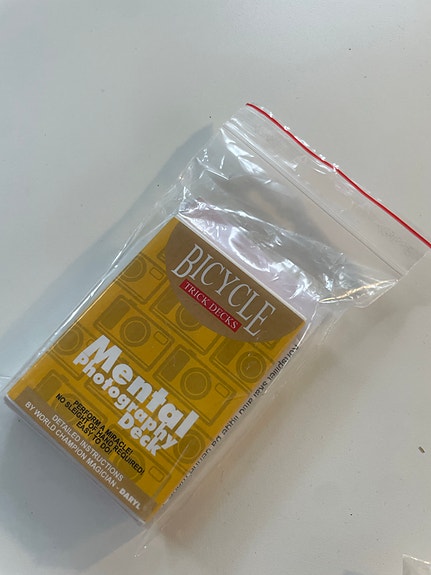 BICYCLE
TRICK DECKS
Mental
Photography
Deck
PERFORM A MIRACLE!
NO SLEIGHT OF HAND REQUIRED!
EASY TO DO!
DETAILED INSTRUCTIONS
BY WORLD CHAMPION MAGICIAN - DARYL